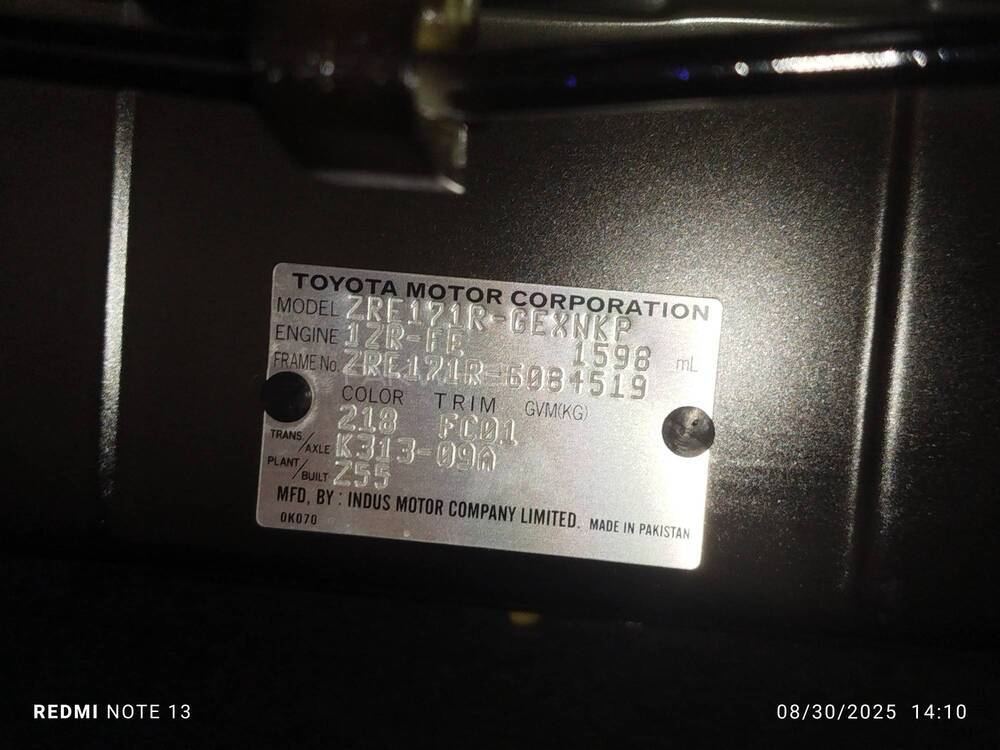 TOYOTA MOTOR CORPORATION
MODEL ZRE171R-GEXNKP
ENGINE 1ZR-FE 1598 mL
FRAME No. ZRE171R-6084519
COLOR TRIM GVM(KG)
218 FC01
TRANS/AXLE K313-09A
PLANT/BUILT Z55
MFD, BY : INDUS MOTOR COMPANY LIMITED. MADE IN PAKISTAN
0K070
REDMI NOTE 13
08/30/2025 14:10